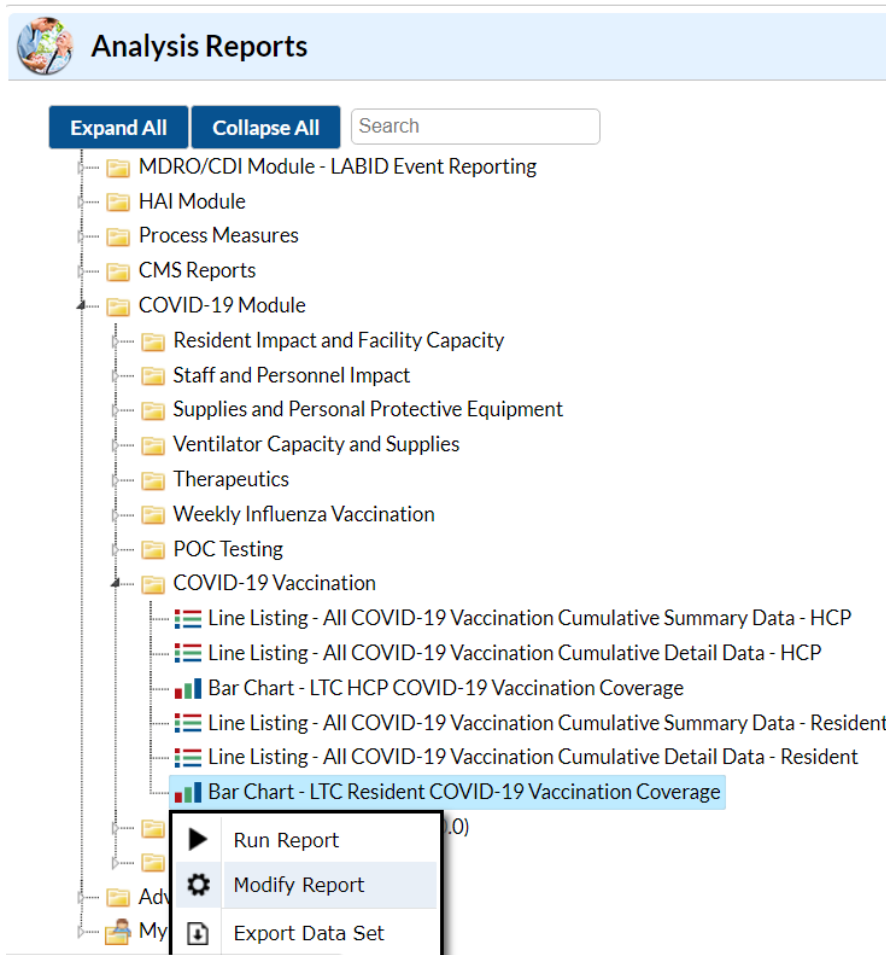 Analysis Reports
Expand All Collapse All Search
MDRO/CDI Module - LABID Event Reporting
HAI Module
Process Measures
CMS Reports
COVID-19 Module
Resident Impact and Facility Capacity
Staff and Personnel Impact
Supplies and Personal Protective Equipment
Ventilator Capacity and Supplies
Therapeutics
Weekly Influenza Vaccination
POC Testing
COVID-19 Vaccination
Line Listing - All COVID-19 Vaccination Cumulative Summary Data - HCP
Line Listing - All COVID-19 Vaccination Cumulative Detail Data - HCP
Bar Chart - LTC HCP COVID-19 Vaccination Coverage
Line Listing - All COVID-19 Vaccination Cumulative Summary Data - Resident
Line Listing - All COVID-19 Vaccination Cumulative Detail Data - Resident
Bar Chart - LTC Resident COVID-19 Vaccination Coverage
.0)
Run Report
Modify Report
Adv
My
Export Data Set